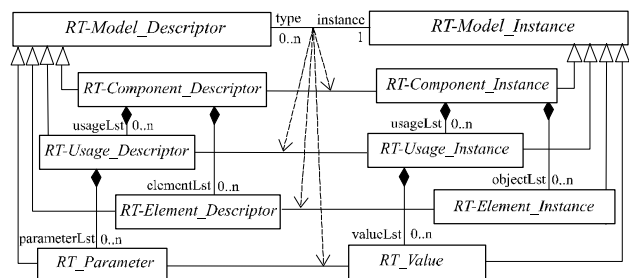 type instance
RT-Model_Descriptor RT-Model_Instance
0..n 1
RT-Component_Descriptor RT-Component_Instance
usageLst 0..n usageLst 0..n
RT-Usage_Descriptor RT-Usage_Instance
elementLst 0..n objectLst 0..n
RT-Element_Descriptor RT-Element_Instance
parameterLst 0..n valueLst 0..n
RT_Parameter RT_Value